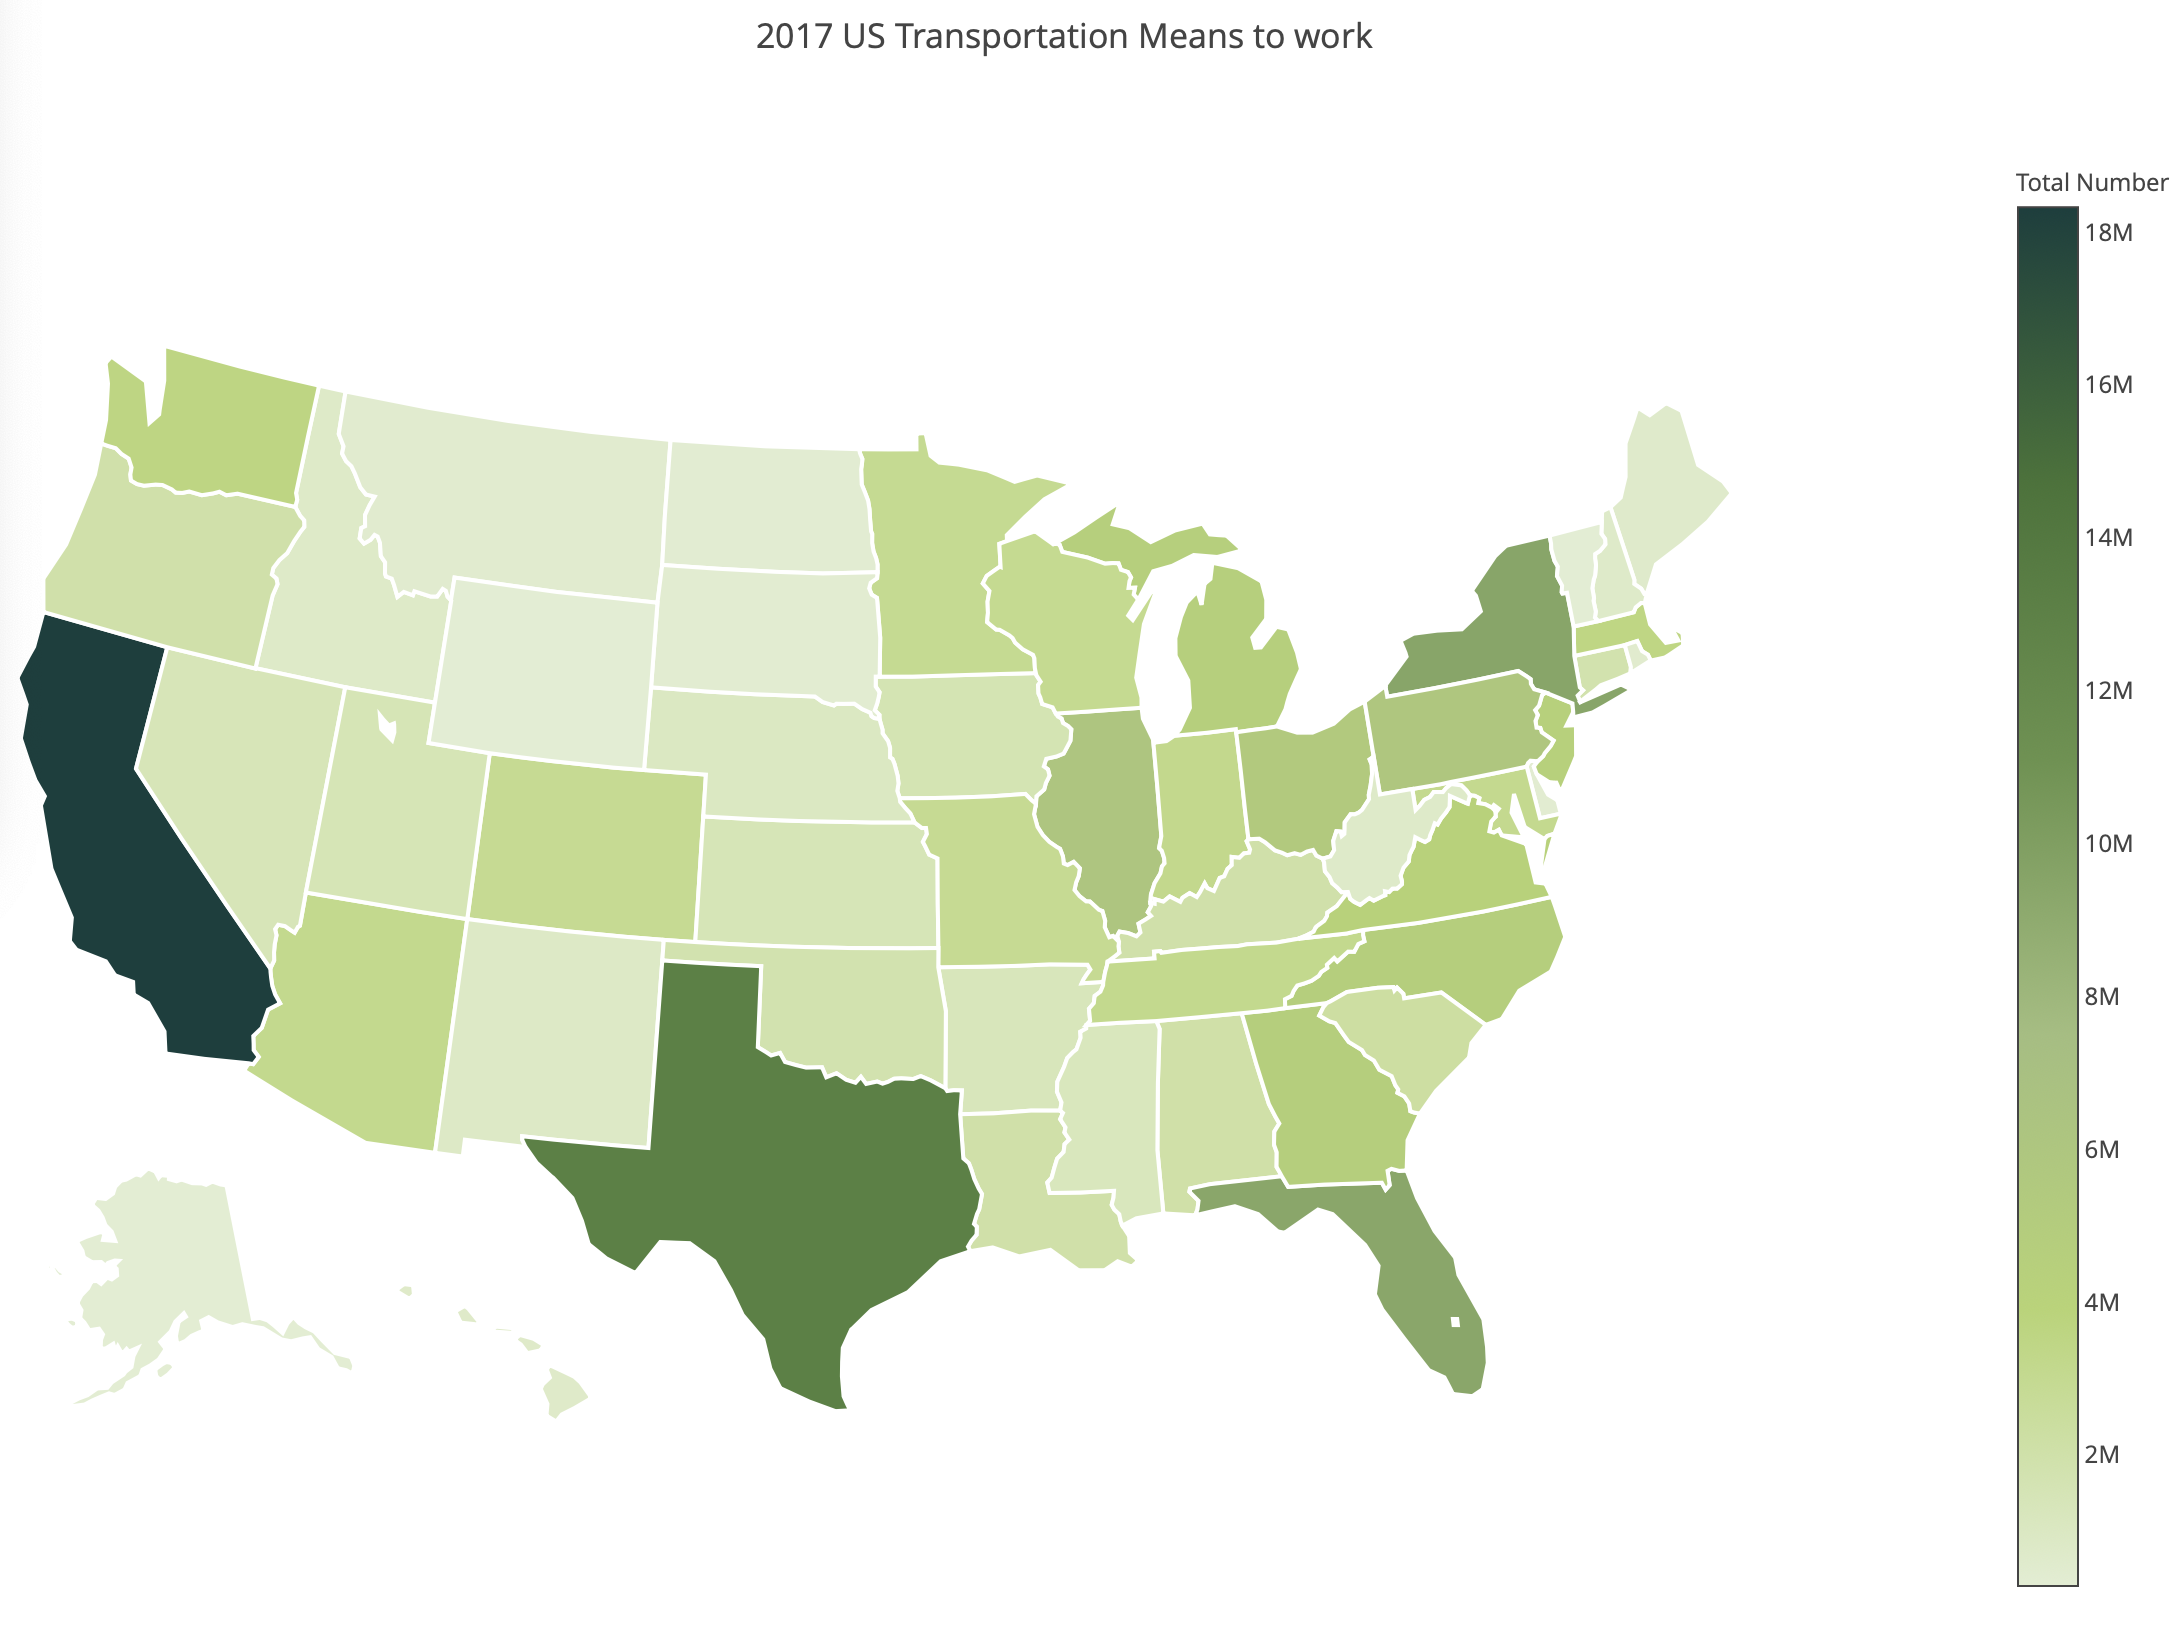 2017 US Transportation Means to work
Total Number
18M
16M
14M
12M
10M
8M
6M
4M
2M